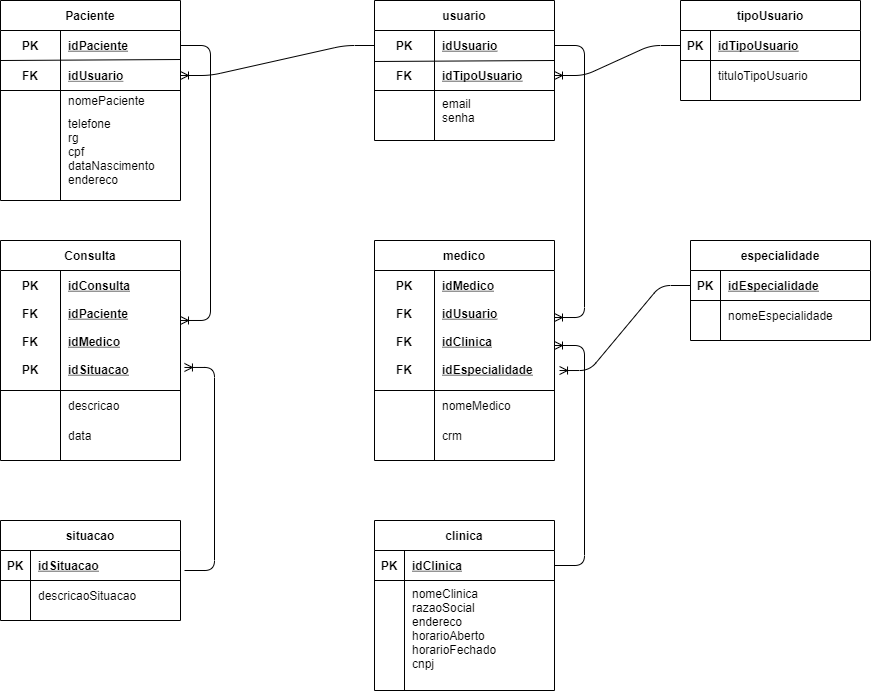 Paciente
PK idPaciente
FK idUsuario
nomePaciente
telefone
rg
cpf
dataNascimento
endereco
usuario
PK idUsuario
FK idTipoUsuario
email
senha
tipoUsuario
PK idTipoUsuario
tituloTipoUsuario
Consulta
PK idConsulta
FK idPaciente
FK idMedico
PK idSituacao
descricao
data
medico
PK idMedico
FK idUsuario
FK idClinica
FK idEspecialidade
nomeMedico
crm
especialidade
PK idEspecialidade
nomeEspecialidade
situacao
PK idSituacao
descricaoSituacao
clinica
PK idClinica
nomeClinica
razaoSocial
endereco
horarioAberto
horarioFechado
cnpj